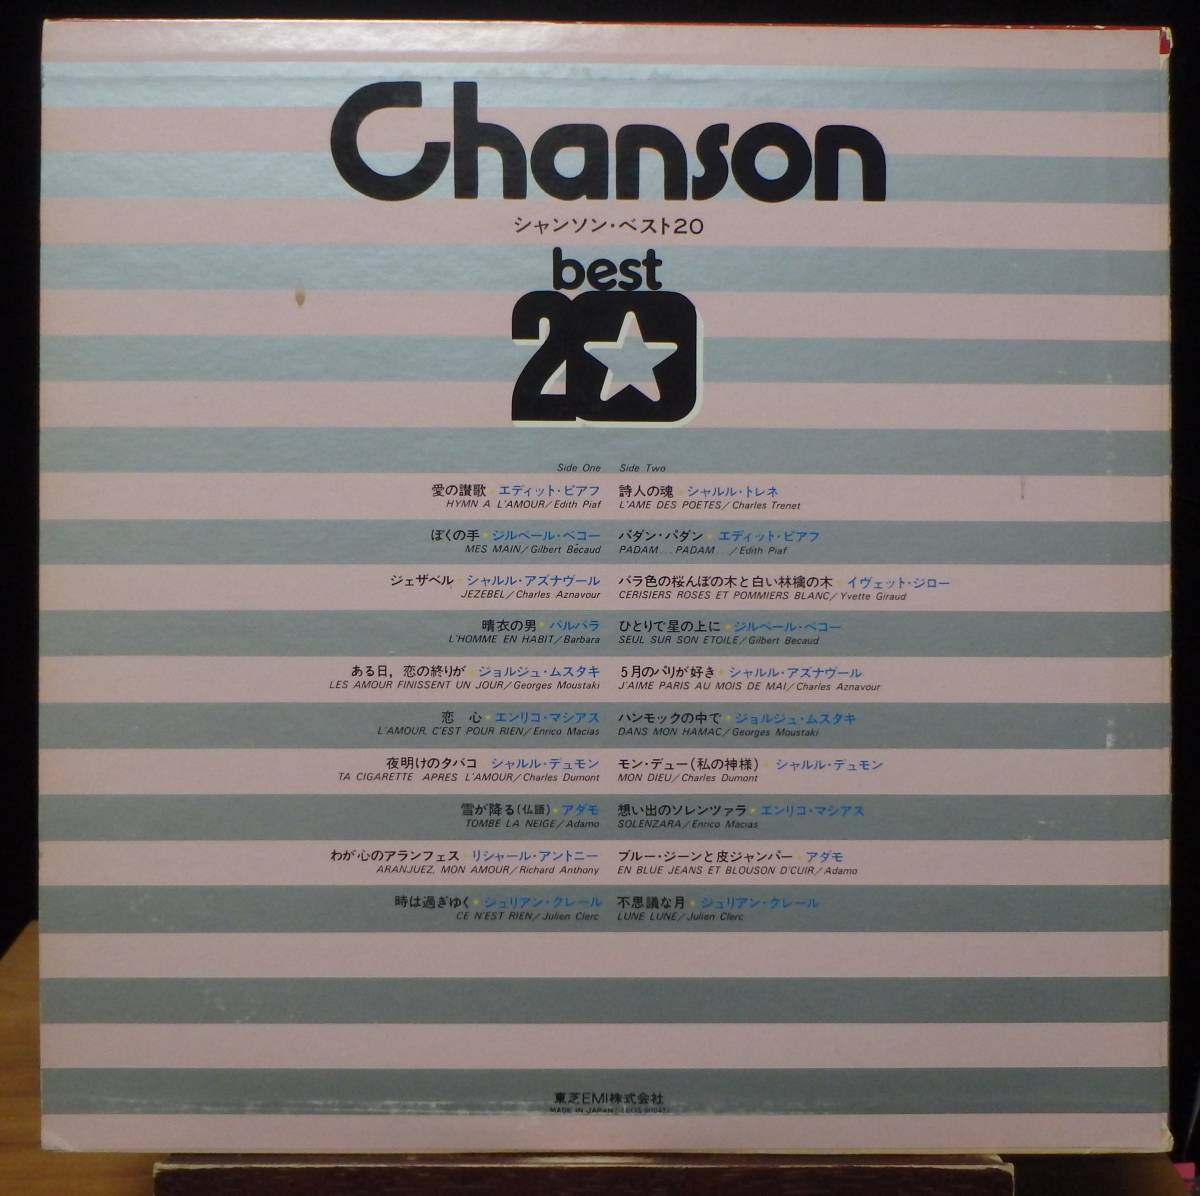 Chanson
シャンソン・ベスト20
best
20
Side One
愛の讃歌・エディット・ピアフ
HYMN A L'AMOUR/Edith Piaf
ぼくの手・ジルベール・ベコー
MES MAIN/Gilbert Bécaud
ジェザベル・シャルル・アズナヴール
JEZEBEL/Charles Aznavour
晴衣の男・バルバラ
L'HOMME EN HABIT/Barbara
ある日，恋の終りが・ジョルジュ・ムスタキ
LES AMOUR FINISSENT UN JOUR/Georges Moustaki
恋 心・エンリコ・マシアス
L'AMOUR, C'EST POUR RIEN/Enrico Macias
夜明けのタバコ シャルル・デュモン
TA CIGARETTE APRES L'AMOUR/Charles Dumont
雪が降る(仏語)・アダモ
TOMBE LA NEIGE/Adamo
わが心のアランフェス・リシャール・アントニー
ARANJUEZ, MON AMOUR/Richard Anthony
時は過ぎゆく・ジュリアン・クレール
CE N'EST RIEN/Julien Clerc
Side Two
詩人の魂・シャルル・トレネ
L'AME DES POETES/Charles Trenet
パダン・パダン・エディット・ピアフ
PADAM...PADAM.../Edith Piaf
バラ色の桜んぼの木と白い林檎の木・イヴェット・ジロー
CERISIERS ROSES ET POMMIERS BLANC/Yvette Giraud
ひとりで星の上に・ジルベール・ベコー
SEUL SUR SON ETOILE/Gilbert Becaud
5月のパリが好き・シャルル・アズナヴール
J'AIME PARIS AU MOIS DE MAI/Charles Aznavour
ハンモックの中で・ジョルジュ・ムスタキ
DANS MON HAMAC/Georges Moustaki
モン・デュー(私の神様)・シャルル・デュモン
MON DIEU/Charles Dumont
想い出のソレンツァラ・エンリコ・マシアス
SOLENZARA/Enrico Macias
ブルー・ジーンと皮ジャンパー・アダモ
EN BLUE JEANS ET BLOUSON D'CUIR/Adamo
不思議な月・ジュリアン・クレール
LUNE LUNE/Julien Clerc
東芝EMI株式会社
MADE IN JAPAN